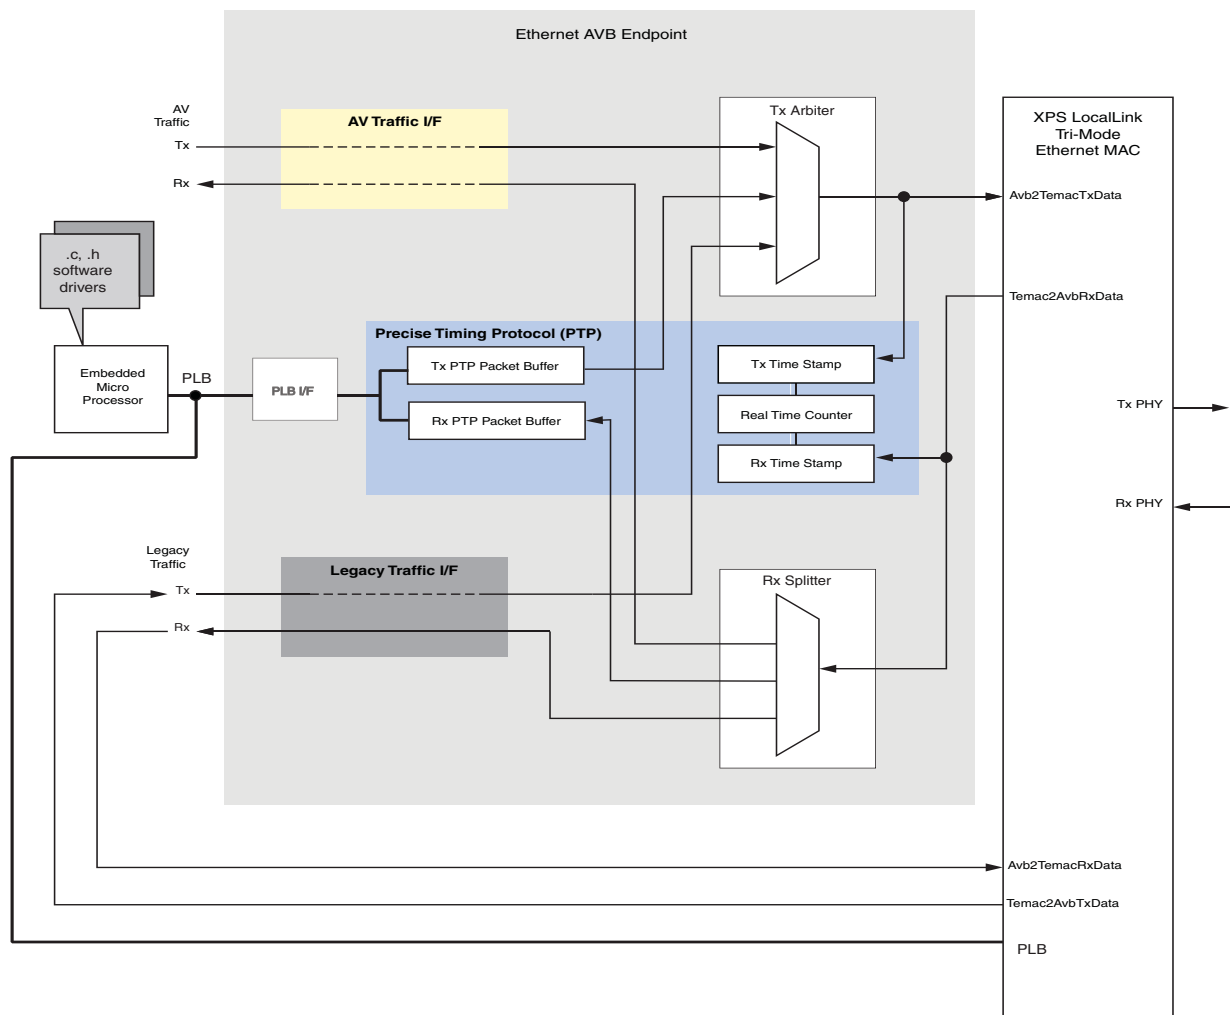 Ethernet AVB Endpoint
AV
Traffic
Tx
Rx
AV Traffic I/F
Tx Arbiter
XPS LocalLink
Tri-Mode
Ethernet MAC
Avb2TemacTxData
Temac2AvbRxData
.c, .h
software
drivers
Embedded
Micro
Processor
PLB
PLB I/F
Precise Timing Protocol (PTP)
Tx PTP Packet Buffer
Rx PTP Packet Buffer
Tx Time Stamp
Real Time Counter
Rx Time Stamp
Tx PHY
Rx PHY
Legacy
Traffic
Tx
Rx
Legacy Traffic I/F
Rx Splitter
Avb2TemacRxData
Temac2AvbTxData
PLB